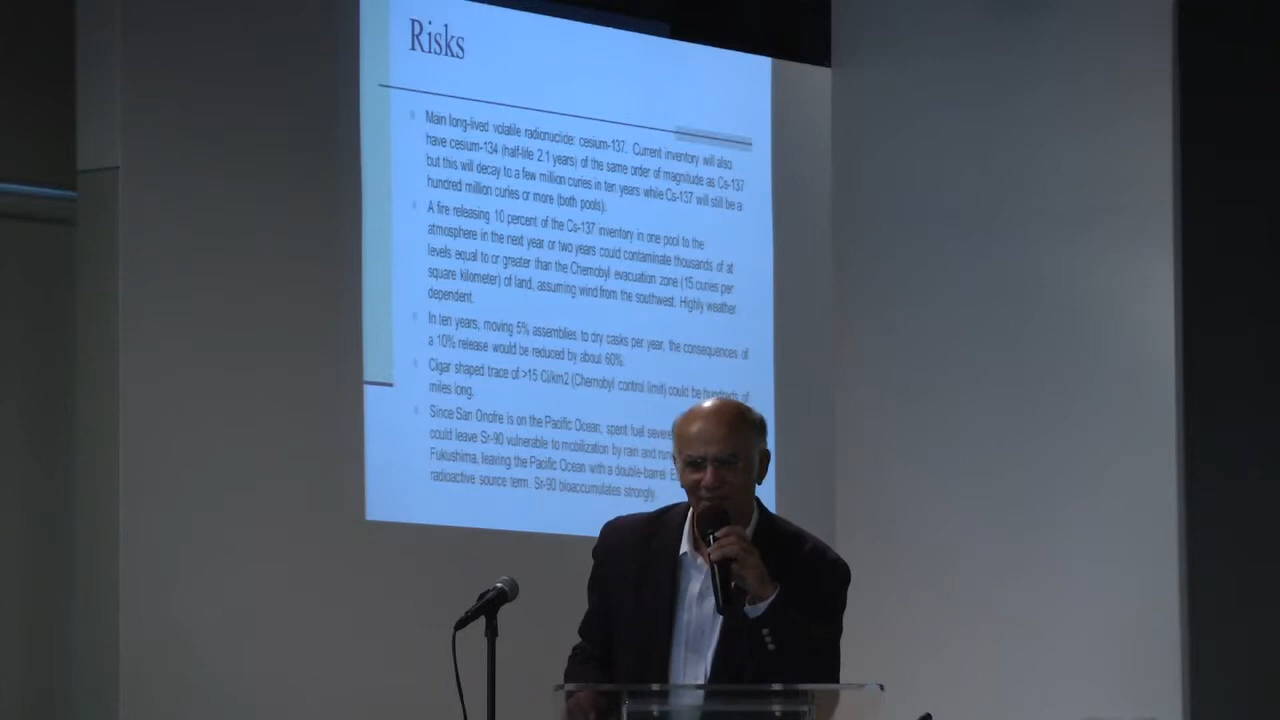 Risks
Main long-lived volatile radionuclide: cesium-137. Current inventory will also
have cesium-134 (half-life 2.1 years) of the same order of magnitude as Cs-137
but this will decay to a few million curies in ten years while Cs-137 will still be a
hundred million curies or more (both pools).
A fire releasing 10 percent of the Cs-137 inventory in one pool to the
atmosphere in the next year or two years could contaminate thousands of at
levels equal to or greater than the Chernobyl evacuation zone (15 curies per
square kilometer) of land, assuming wind from the southwest. Highly weather
dependent.
In ten years, moving 5% assemblies to dry casks per year, the consequences of
a 10% release would be reduced by about 60%.
Cigar shaped trace of >15 Ci/km2 (Chernobyl control limit) could be hundreds of
miles long.
Since San Onofre is on the Pacific Ocean, spent fuel severe
could leave Sr-90 vulnerable to mobilization by rain and
Fukushima, leaving the Pacific Ocean with a double-barrel
radioactive source term. Sr-90 bioaccumulates strongly.